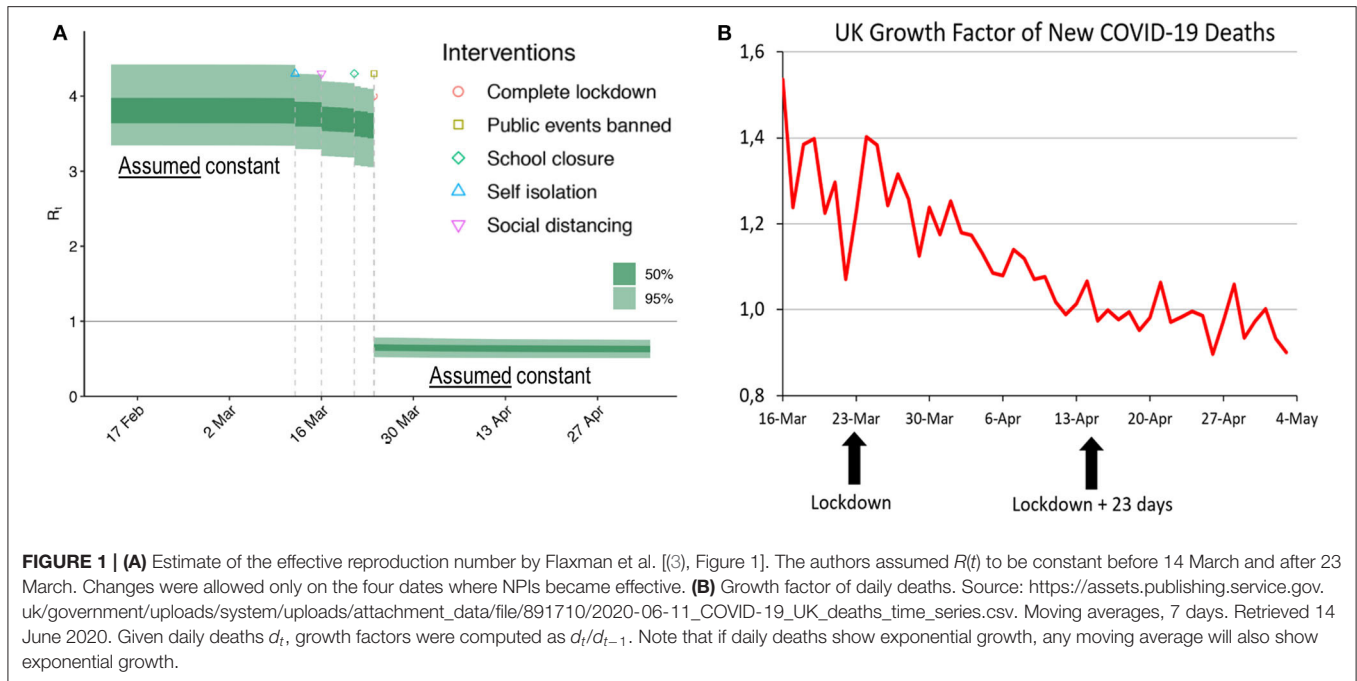 A
Interventions
Complete lockdown
Public events banned
School closure
Self isolation
Social distancing
50%
95%
Assumed constant
Assumed constant
Rt
4
3
2
1
0
17 Feb
2 Mar
16 Mar
30 Mar
13 Apr
27 Apr
B
UK Growth Factor of New COVID-19 Deaths
1,6
1,4
1,2
1,0
0,8
16-Mar
23-Mar
30-Mar
6-Apr
13-Apr
20-Apr
27-Apr
4-May
Lockdown
Lockdown + 23 days
FIGURE 1 | (A) Estimate of the effective reproduction number by Flaxman et al. [(3), Figure 1]. The authors assumed R(t) to be constant before 14 March and after 23
March. Changes were allowed only on the four dates where NPIs became effective. (B) Growth factor of daily deaths. Source: https://assets.publishing.service.gov.
uk/government/uploads/system/uploads/attachment_data/file/891710/2020-06-11_COVID-19_UK_deaths_time_series.csv. Moving averages, 7 days. Retrieved 14
June 2020. Given daily deaths dt, growth factors were computed as dt/dt−1. Note that if daily deaths show exponential growth, any moving average will also show
exponential growth.